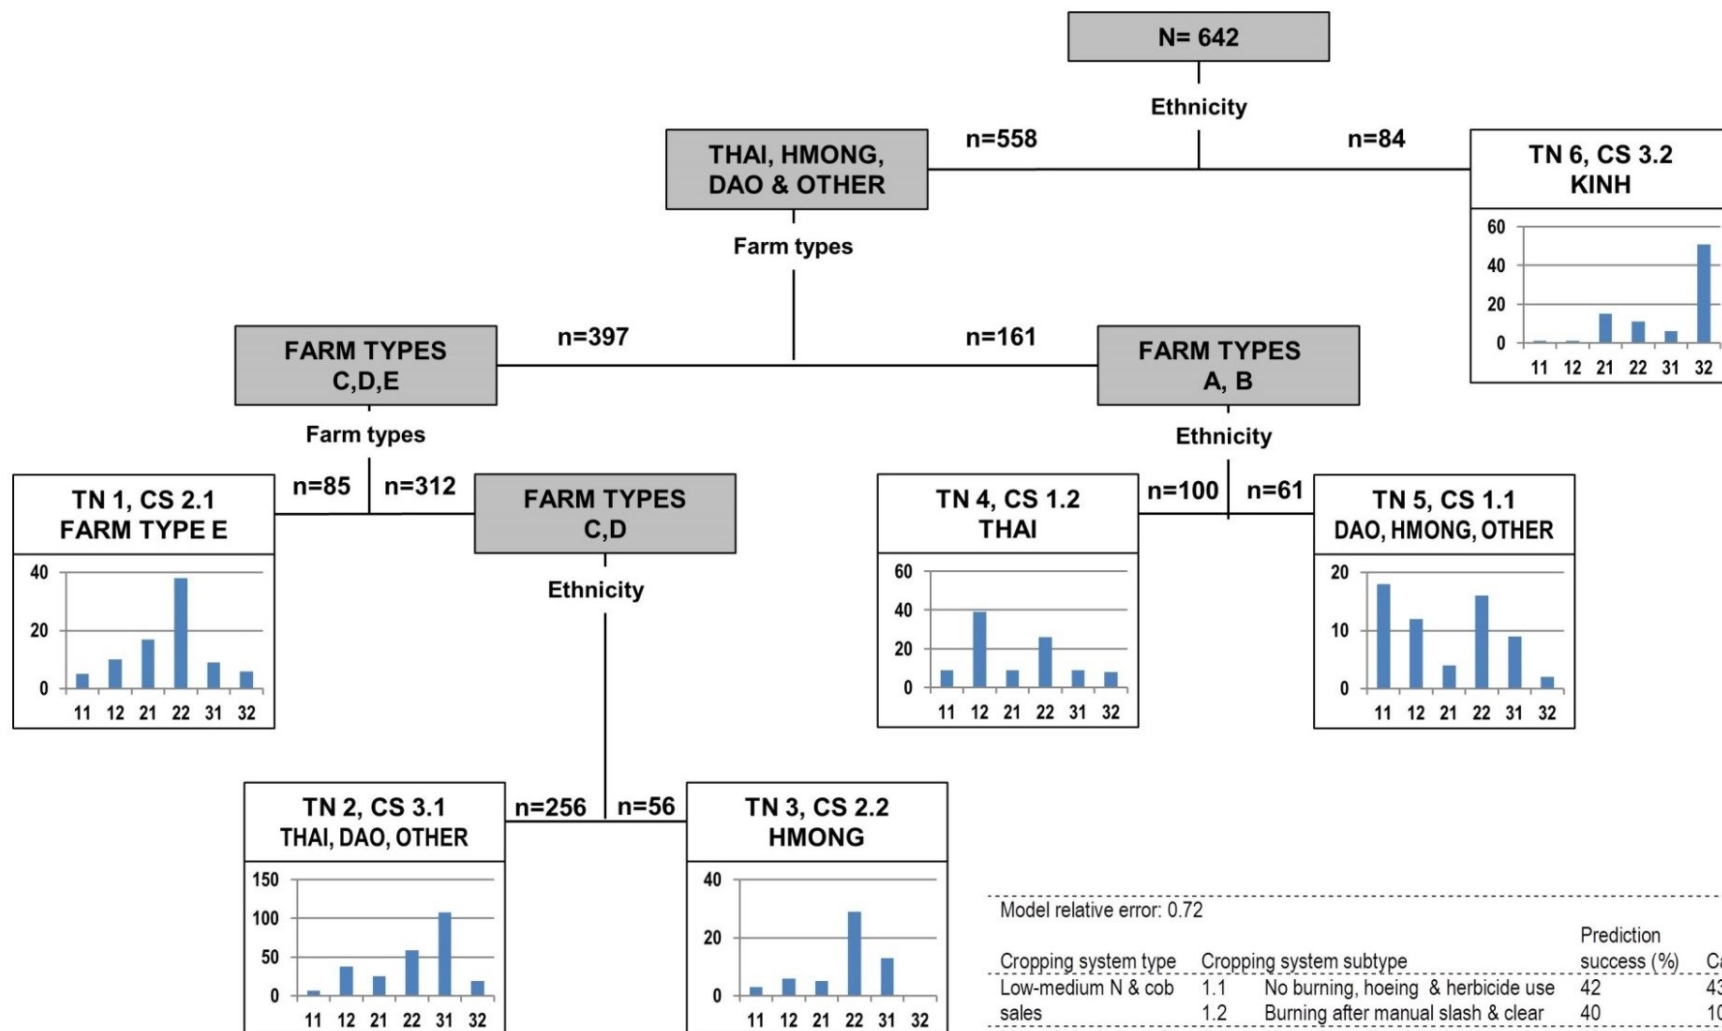 N= 642
Ethnicity
n=558
n=84
THAI, HMONG,
DAO & OTHER
TN 6, CS 3.2
KINH
60
40
20
0
11 12 21 22 31 32
Farm types
n=397
n=161
FARM TYPES
C,D,E
FARM TYPES
A, B
Farm types
Ethnicity
n=85
n=312
n=100
n=61
TN 1, CS 2.1
FARM TYPE E
40
20
0
11 12 21 22 31 32
FARM TYPES
C,D
TN 4, CS 1.2
THAI
60
40
20
0
11 12 21 22 31 32
TN 5, CS 1.1
DAO, HMONG, OTHER
20
10
0
11 12 21 22 31 32
Ethnicity
n=256
n=56
TN 2, CS 3.1
THAI, DAO, OTHER
150
100
50
0
11 12 21 22 31 32
TN 3, CS 2.2
HMONG
40
20
0
11 12 21 22 31 32
Model relative error: 0.72
Prediction
Cropping system type Cropping system subtype success (%) Ca
Low-medium N & cob 1.1 No burning, hoeing & herbicide use 42 43
sales 1.2 Burning after manual slash & clear 40 10